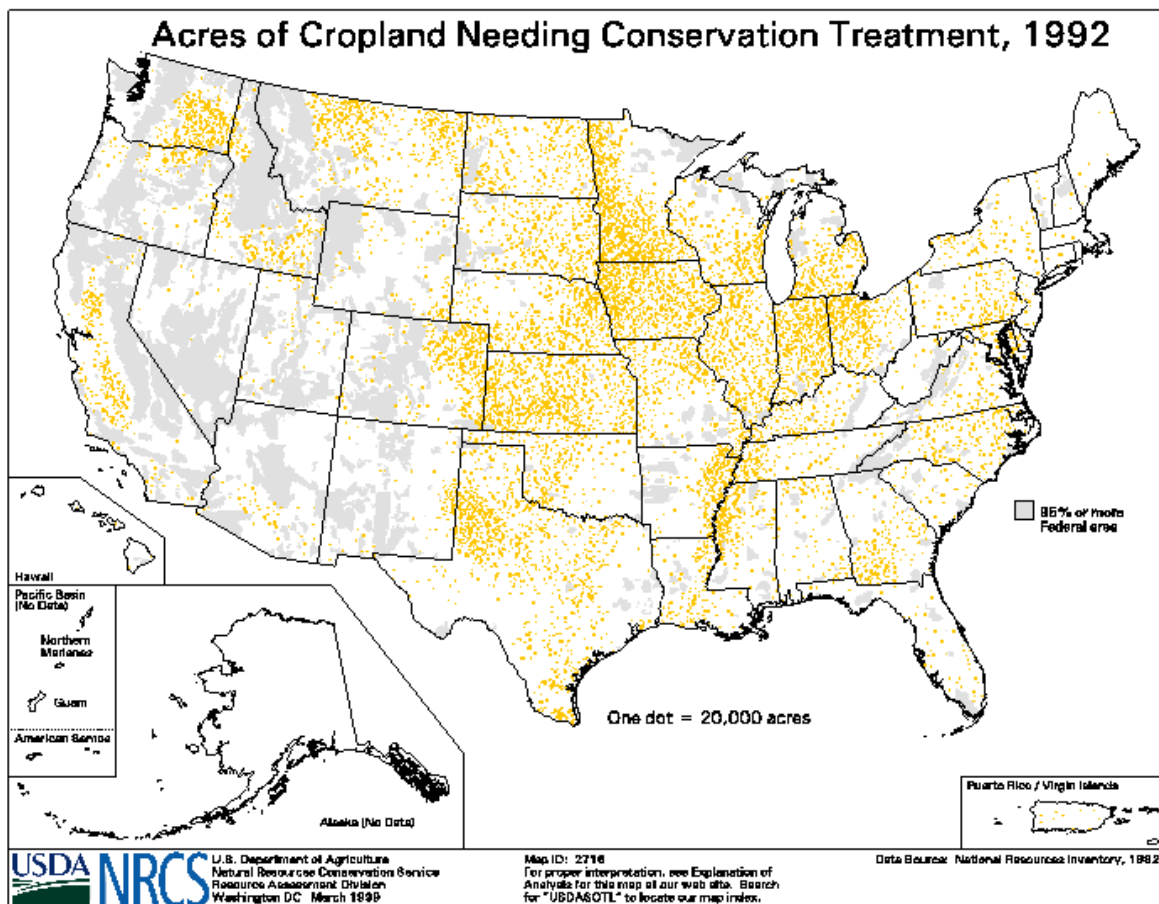 Acres of Cropland Needing Conservation Treatment, 1992
95% or more
Federal area
Hawaii
Pacific Basin
(No Data)
Northern
Marianas
Guam
American Samoa
Alaska (No Data)
One dot = 20,000 acres
Puerto Rico / Virgin Islands
USDA
NRCS
U.S. Department of Agriculture
Natural Resources Conservation Service
Resource Assessment Division
Washington DC March 1999
Map ID: 2716
For proper interpretation, see Explanation of
Analysis for this map at our web site. Search
for "USDASOTL" to locate our map index.
Data Source: National Resources Inventory, 1992